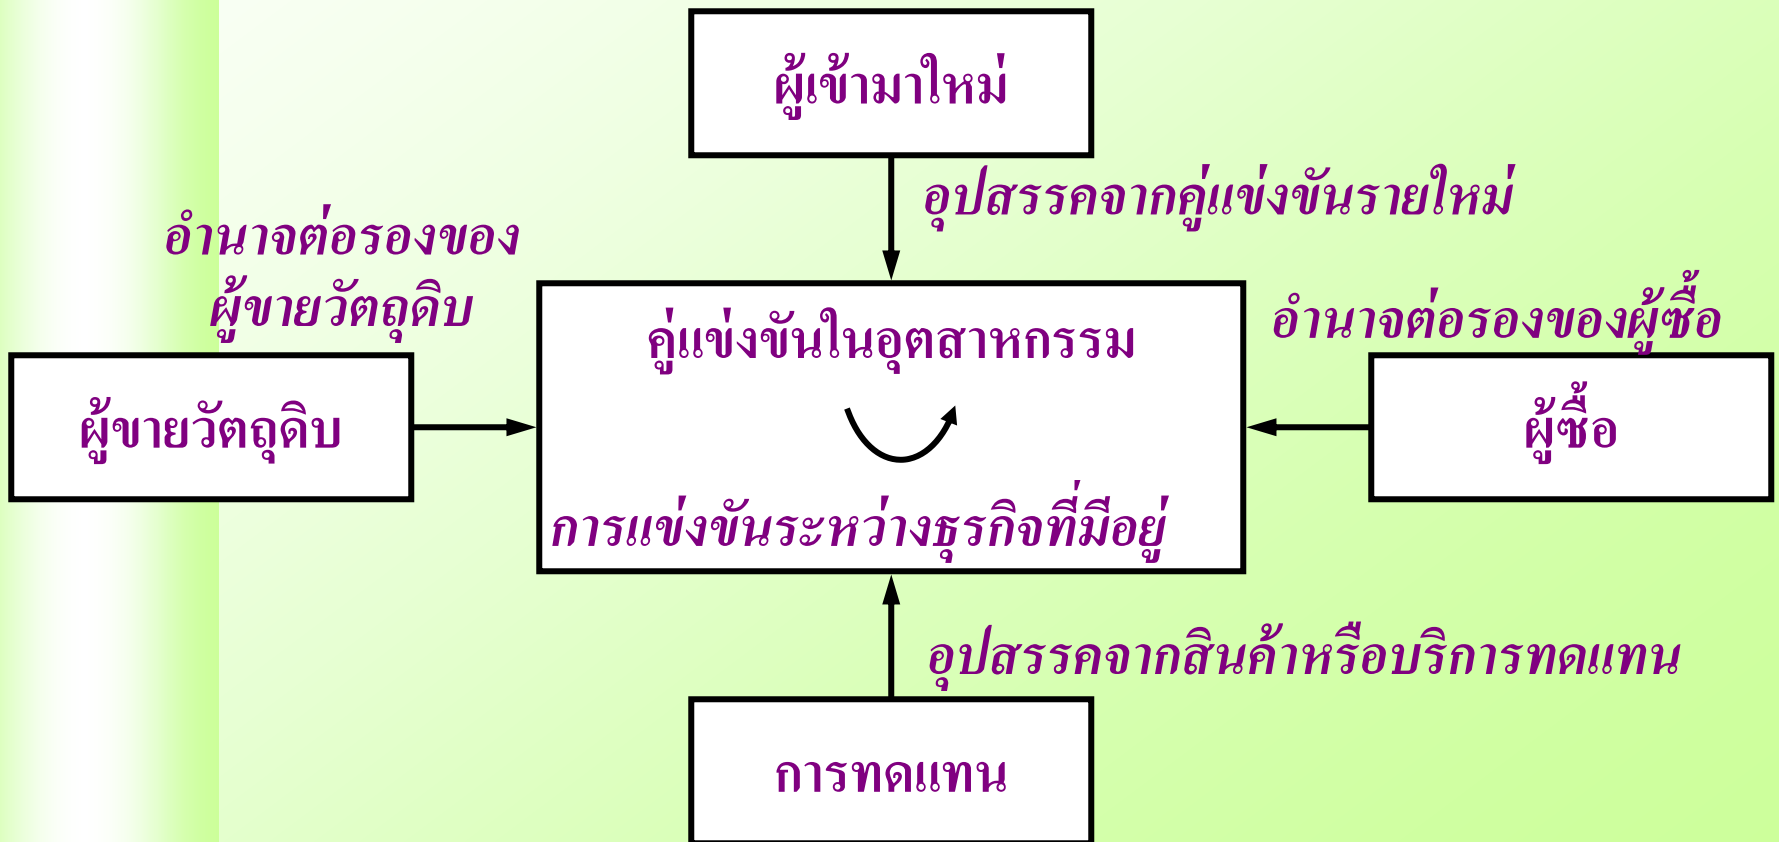 ผู้เข้ามาใหม่
อุปสรรคจากคู่แข่งขันรายใหม่
อำนาจต่อรองของ
ผู้ขายวัตถุดิบ
ผู้ขายวัตถุดิบ
คู่แข่งขันในอุตสาหกรรม
การแข่งขันระหว่างธุรกิจที่มีอยู่
อำนาจต่อรองของผู้ซื้อ
ผู้ซื้อ
อุปสรรคจากสินค้าหรือบริการทดแทน
การทดแทน